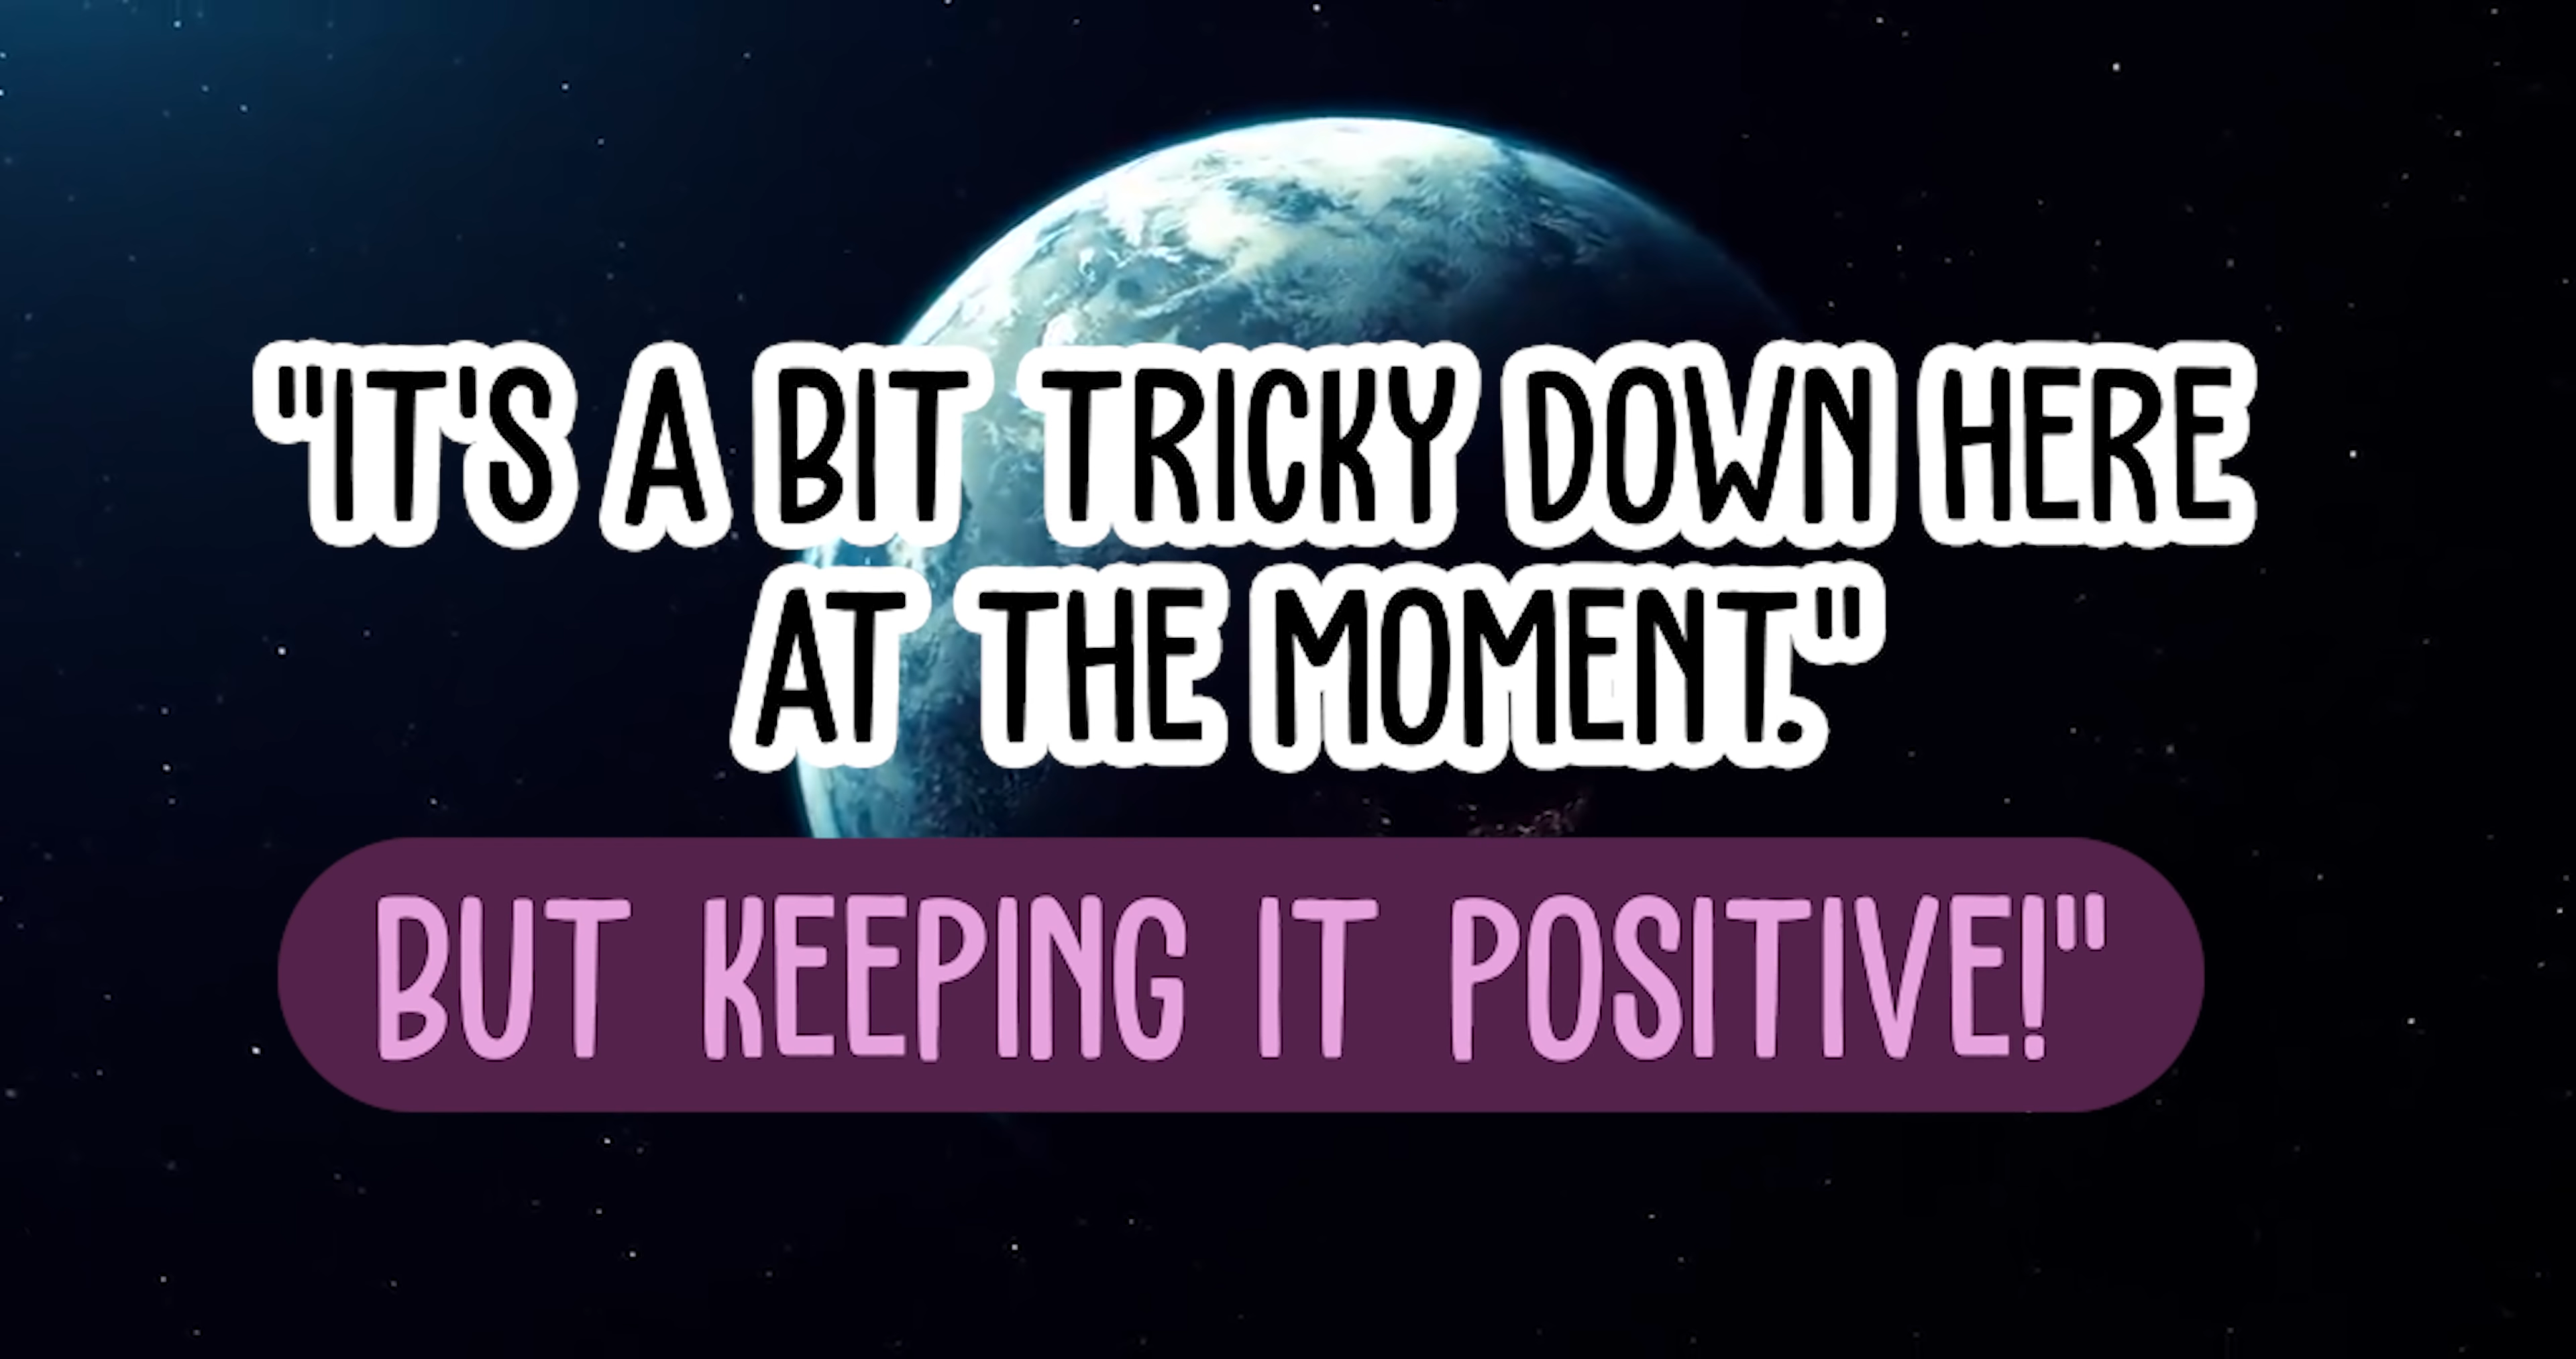 "IT'S A BIT TRICKY DOWN HERE
AT THE MOMENT."
BUT KEEPING IT POSITIVE!"